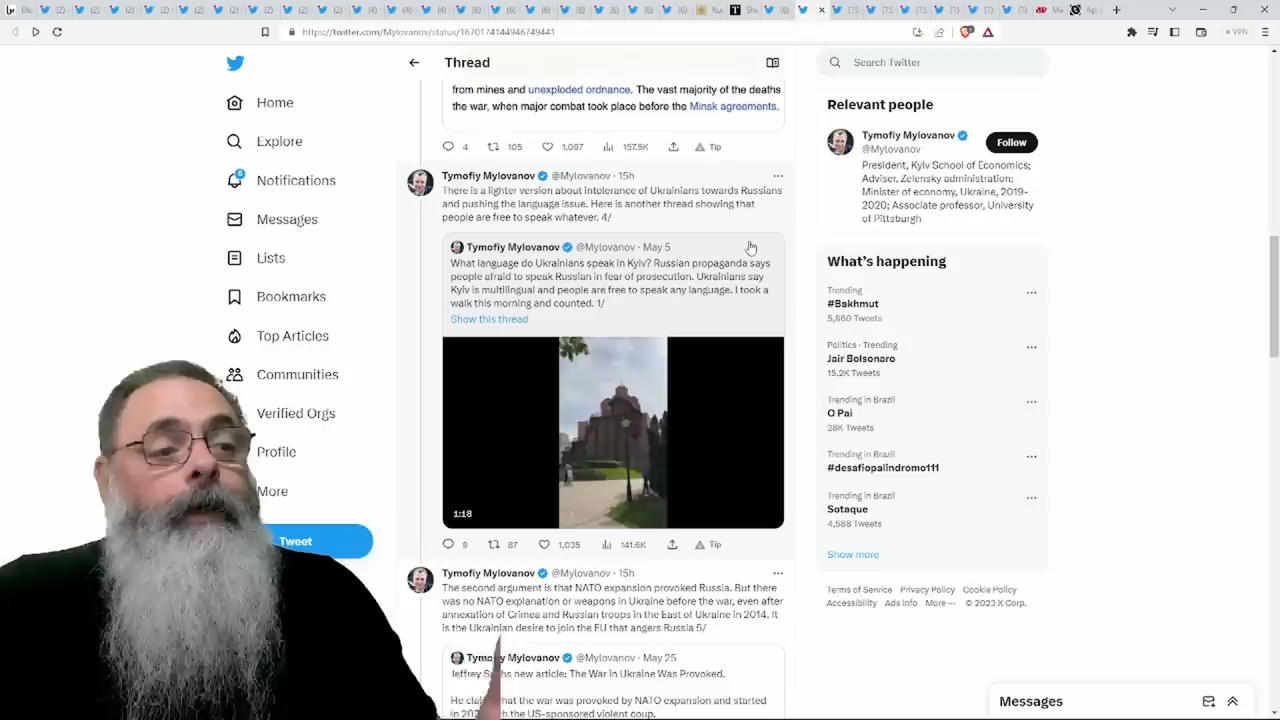 https://twitter.com/Mylovanov/status/1670174144946749441
VPN
Home
Explore
6
Notifications
Messages
Lists
Bookmarks
Top Articles
Communities
Verified Orgs
Profile
More
Tweet
Thread
from mines and unexploded ordnance. The vast majority of the deaths
the war, when major combat took place before the Minsk agreements.
4 105 1,087 157.5K Tip
Tymofiy Mylovanov @Mylovanov · 15h
There is a lighter version about intolerance of Ukrainians towards Russians
and pushing the language issue. Here is another thread showing that
people are free to speak whatever. 4/
Tymofiy Mylovanov @Mylovanov · May 5
What language do Ukrainians speak in Kyiv? Russian propaganda says
people afraid to speak Russian in fear of prosecution. Ukrainians say
Kyiv is multilingual and people are free to speak any language. I took a
walk this morning and counted. 1/
Show this thread
1:18
9 87 1,035 141.6K Tip
Tymofiy Mylovanov @Mylovanov · 15h
The second argument is that NATO expansion provoked Russia. But there
was no NATO explanation or weapons in Ukraine before the war, even after
annexation of Crimea and Russian troops in the East of Ukraine in 2014. It
is the Ukrainian desire to join the EU that angers Russia 5/
Mylovanov @Mylovanov · May 25
Jeffrey new article: The War in Ukraine Was Provoked.
He that the war was provoked by NATO expansion and started
in the US-sponsored violent coup.
Search Twitter
Relevant people
Tymofiy Mylovanov
@Mylovanov
Follow
President, Kyiv School of Economics;
Adviser, Zelensky administration;
Minister of economy, Ukraine, 2019-
2020; Associate professor, University
of Pittsburgh
What's happening
Trending
#Bakhmut
5,860 Tweets
Politics · Trending
Jair Bolsonaro
15.2K Tweets
Trending in Brazil
O Pai
28K Tweets
Trending in Brazil
#desafiopalindromo111
Trending in Brazil
Sotaque
4,588 Tweets
Show more
Terms of Service Privacy Policy Cookie Policy
Accessibility Ads info More ··· © 2023 X Corp.
Messages